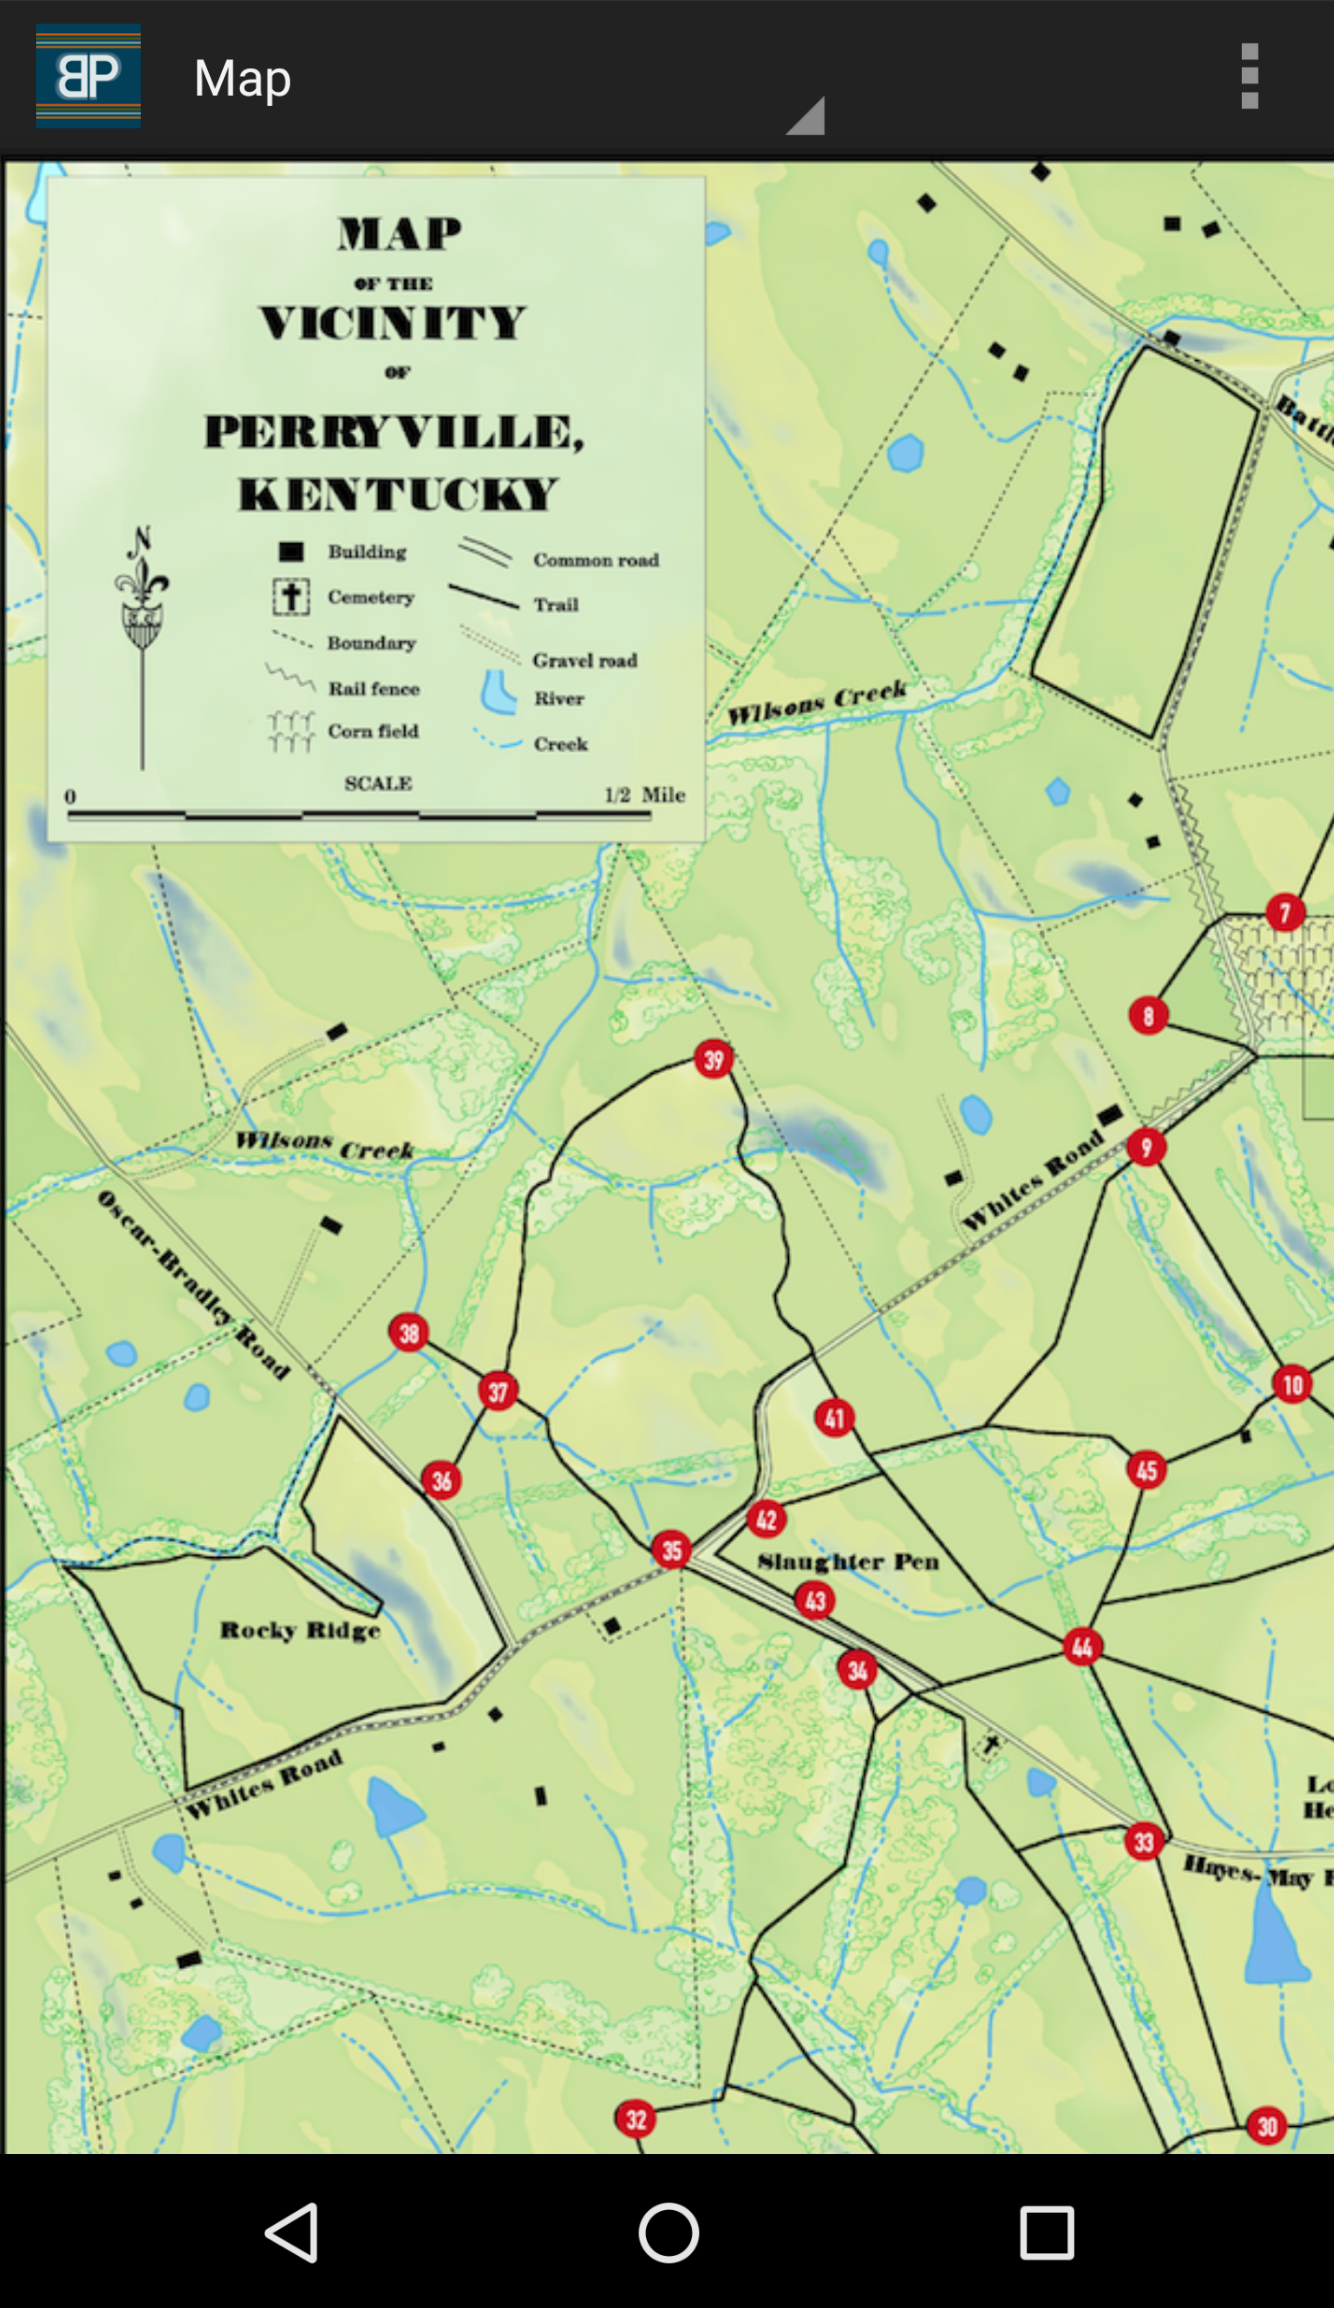 BP
Map
MAP
OF THE
VICINITY
OF
PERRYVILLE,
KENTUCKY
N
Building
Common road
Cemetery
Trail
Boundary
Gravel road
Rail fence
River
Corn field
Creek
SCALE
0
1/2 Mile
Battle
Wilsons Creek
7
8
39
Wilsons Creek
Whites Road
9
Oscar-Bradley Road
38
37
10
41
45
36
42
35
Slaughter Pen
43
Rocky Ridge
44
34
Whites Road
Lo
He
33
Hayes-May R
32
30